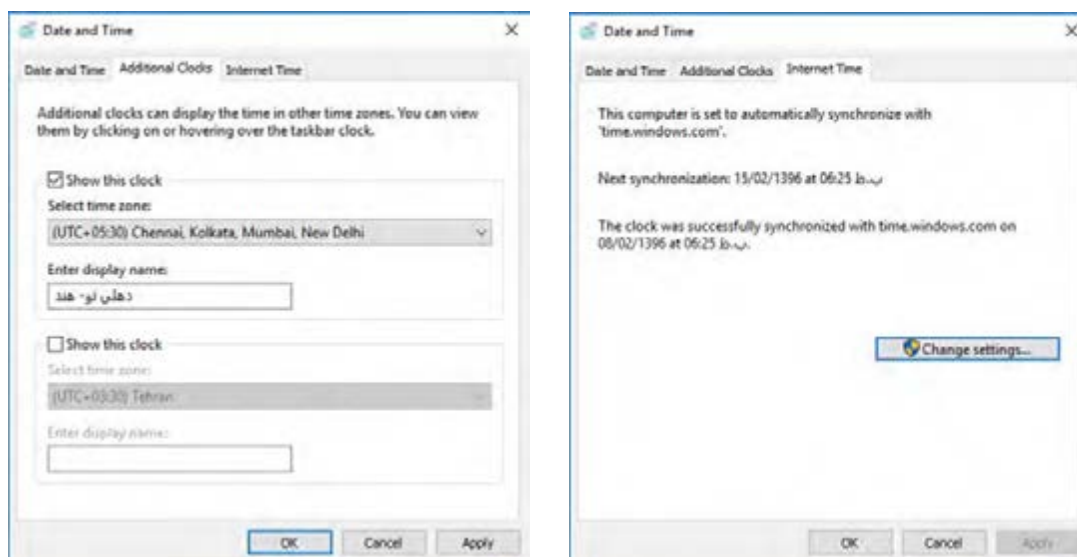 Date and Time
Date and Time Additional Clocks Internet Time
Additional clocks can display the time in other time zones. You can view
them by clicking on or hovering over the taskbar clock.
Show this clock
Select time zone:
(UTC+05:30) Chennai, Kolkata, Mumbai, New Delhi
Enter display name:
دهلی نو- هند
Show this clock
Select time zone:
(UTC+03:30) Tehran
Enter display name:
OK Cancel Apply
Date and Time
Date and Time Additional Clocks Internet Time
This computer is set to automatically synchronize with
'time.windows.com'.
Next synchronization: 15/02/1396 at 06:25 ب.ظ
The clock was successfully synchronized with time.windows.com on
08/02/1396 at 06:25 ب.ظ.
Change settings...
OK Cancel Apply